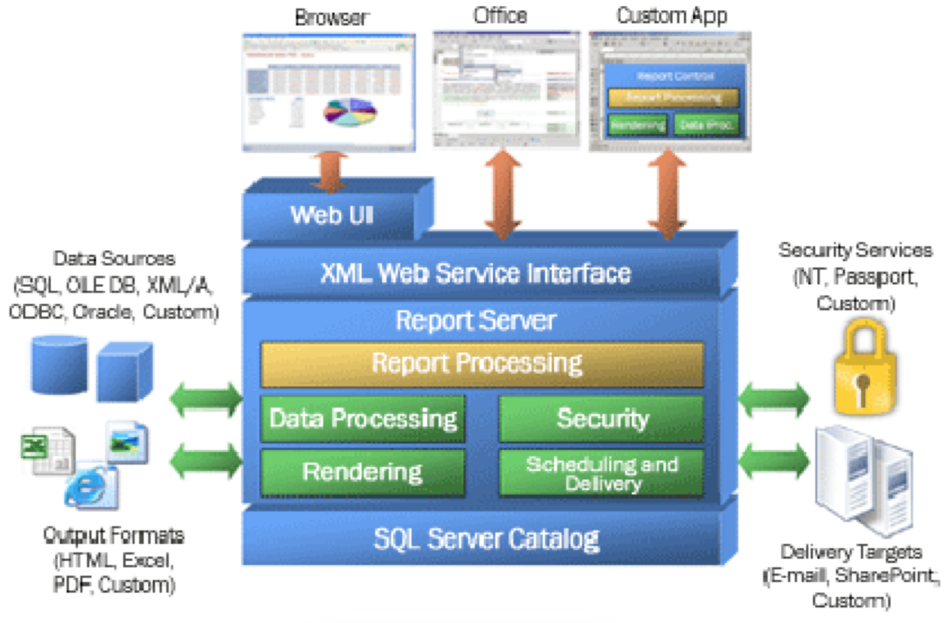 Browser
Office
Custom App
Report Control
Report Processing
Rendering
Data Proc.
Web UI
Data Sources
(SQL, OLE DB, XML/A,
ODBC, Oracle, Custom)
XML Web Service Interface
Security Services
(NT, Passport,
Custom)
Report Server
Report Processing
Data Processing
Security
Rendering
Scheduling and
Delivery
Output Formats
(HTML, Excel,
PDF, Custom)
SQL Server Catalog
Delivery Targets
(E-mail, SharePoint,
Custom)